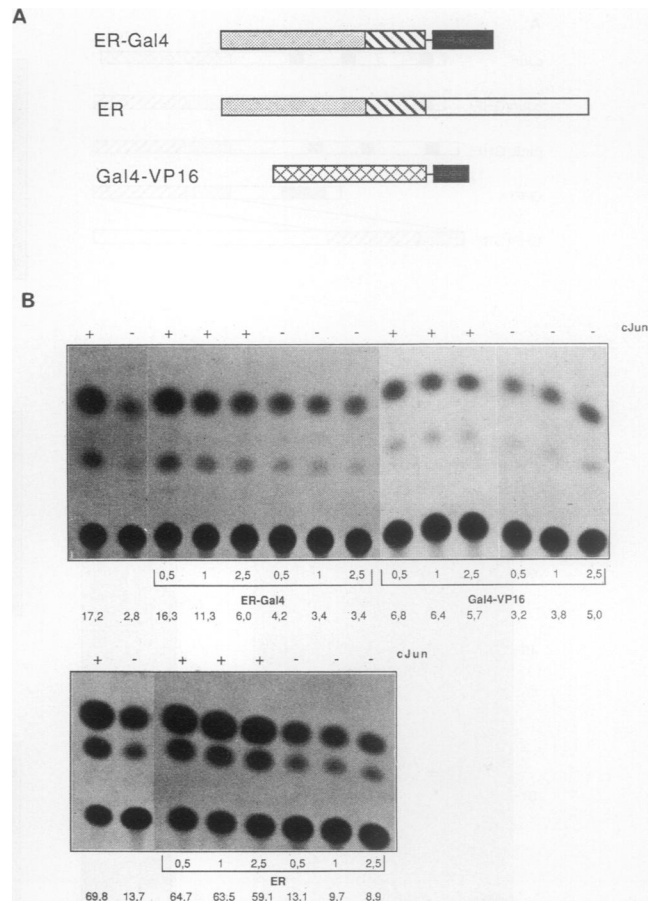 A
ER-Gal4
ER
Gal4-VP16
B
+ - + + + - - - + + + - - - cJun
0,5 1 2,5 0,5 1 2,5 0,5 1 2,5 0,5 1 2,5
ER-Gal4 Gal4-VP16
17,2 2,8 16,3 11,3 6,0 4,2 3,4 3,4 6,8 6,4 5,7 3,2 3,8 5,0
+ - + + + - - - cJun
0,5 1 2,5 0,5 1 2,5
ER
69,8 13,7 64,7 63,5 59,1 13,1 9,7 8,9